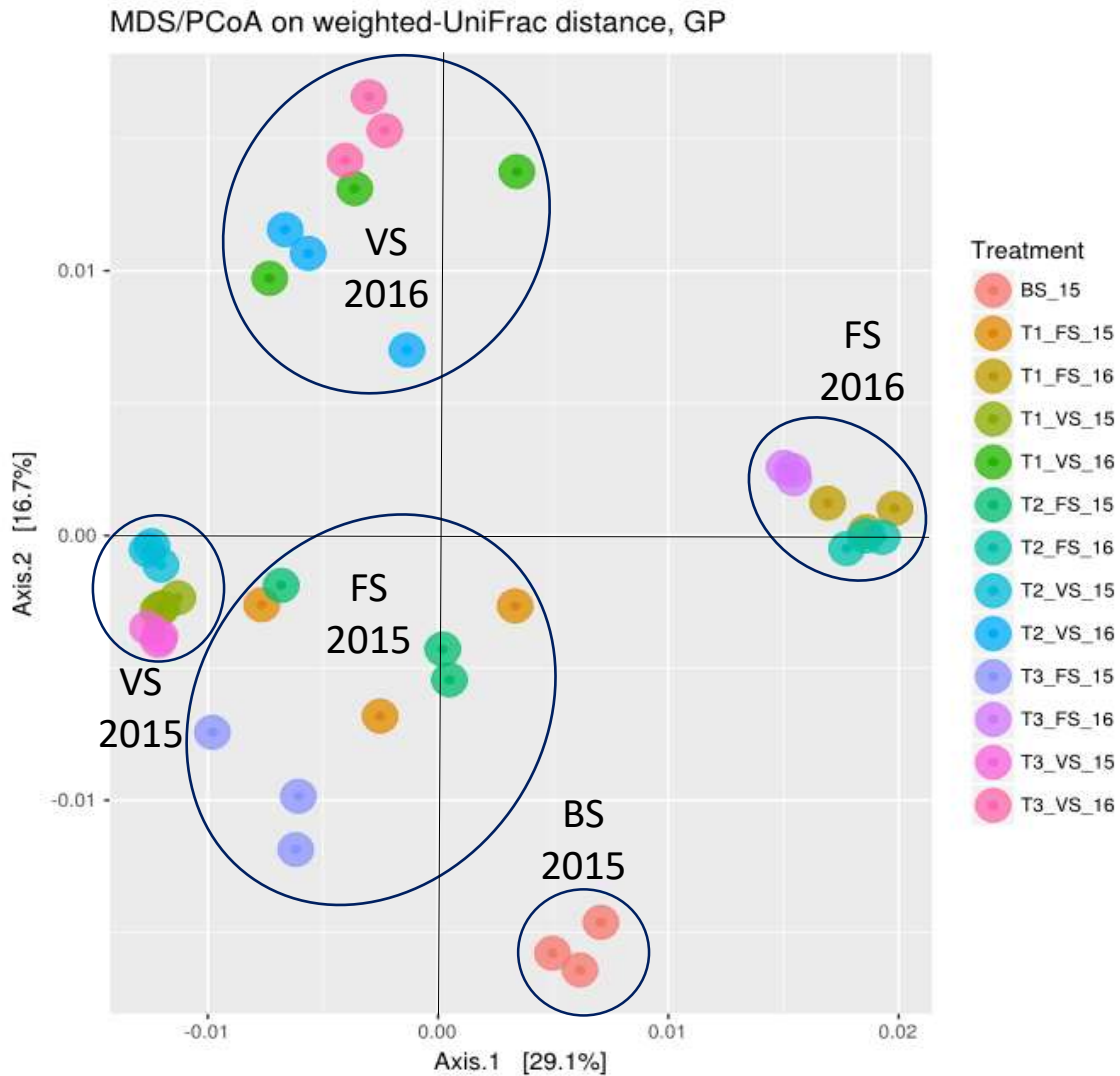 MDS/PCoA on weighted-UniFrac distance, GP
VS
2016
FS
2016
FS
2015
VS
2015
BS
2015
0.01
0.00
-0.01
Axis.2 [16.7%]
-0.01
0.00
0.01
0.02
Axis.1 [29.1%]
Treatment
BS_15
T1_FS_15
T1_FS_16
T1_VS_15
T1_VS_16
T2_FS_15
T2_FS_16
T2_VS_15
T2_VS_16
T3_FS_15
T3_FS_16
T3_VS_15
T3_VS_16